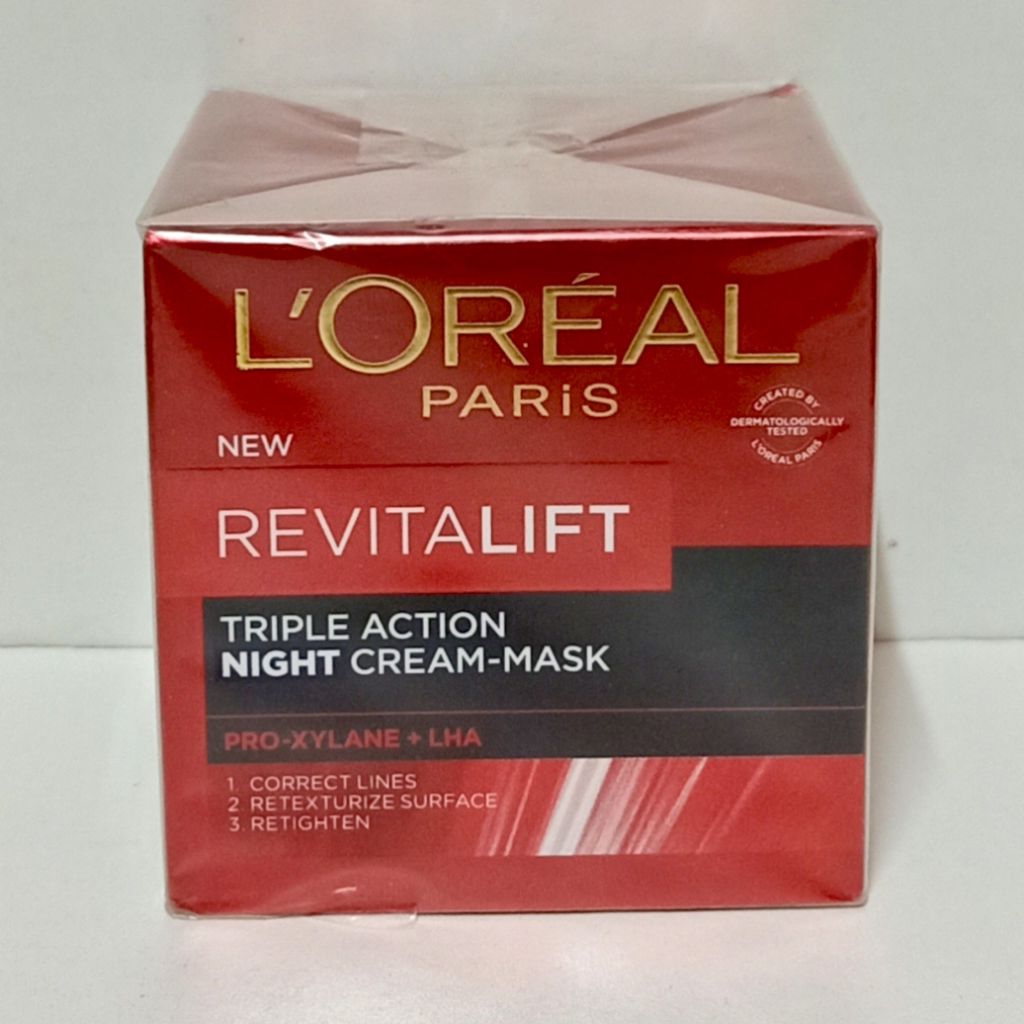 L'ORÉAL
PARiS
CREATED BY
DERMATOLOGICALLY
TESTED
L'ORÉAL PARIS
NEW
REVITALIFT
TRIPLE ACTION
NIGHT CREAM-MASK
PRO-XYLANE + LHA
1. CORRECT LINES
2. RETEXTURIZE SURFACE
3. RETIGHTEN